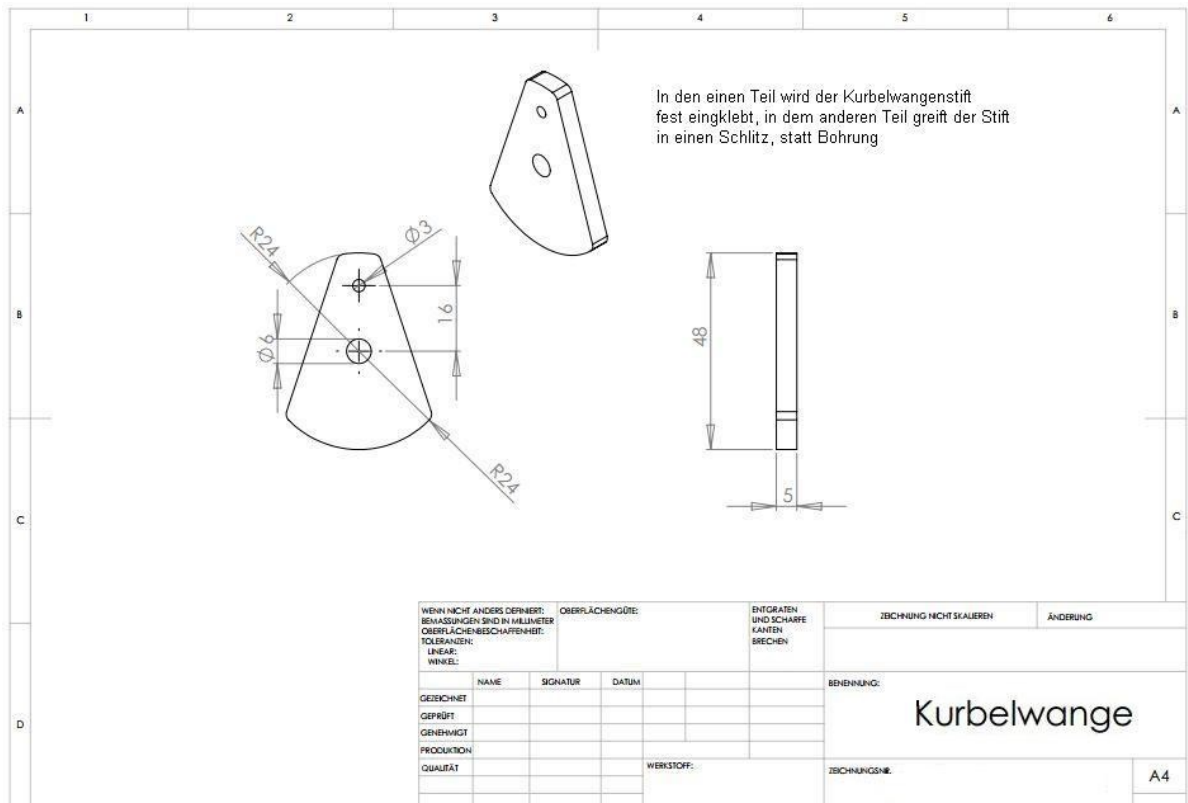 1 2 3 4 5 6
A A
In den einen Teil wird der Kurbelwangenstift
fest eingklebt, in dem anderen Teil greift der Stift
in einen Schlitz, statt Bohrung
R24
Ø3
16
Ø6
R24
48
5
B B
C C
D
WENN NICHT ANDERS DEFINIERT:
BEMASSUNGEN SIND IN MILLIMETER
OBERFLÄCHENBESCHAFFENHEIT:
TOLERANZEN:
LINEAR:
WINKEL:
OBERFLÄCHENGÜTE:
ENTGRATEN
UND SCHARFE
KANTEN
BRECHEN
ZEICHNUNG NICHT SKALIEREN
ÄNDERUNG
NAME SIGNATUR DATUM
GEZEICHNET
GEPRÜFT
GENEHMIGT
PRODUKTION
QUALITÄT
BENENNUNG:
Kurbelwange
WERKSTOFF:
ZEICHNUNGSNR.
A4